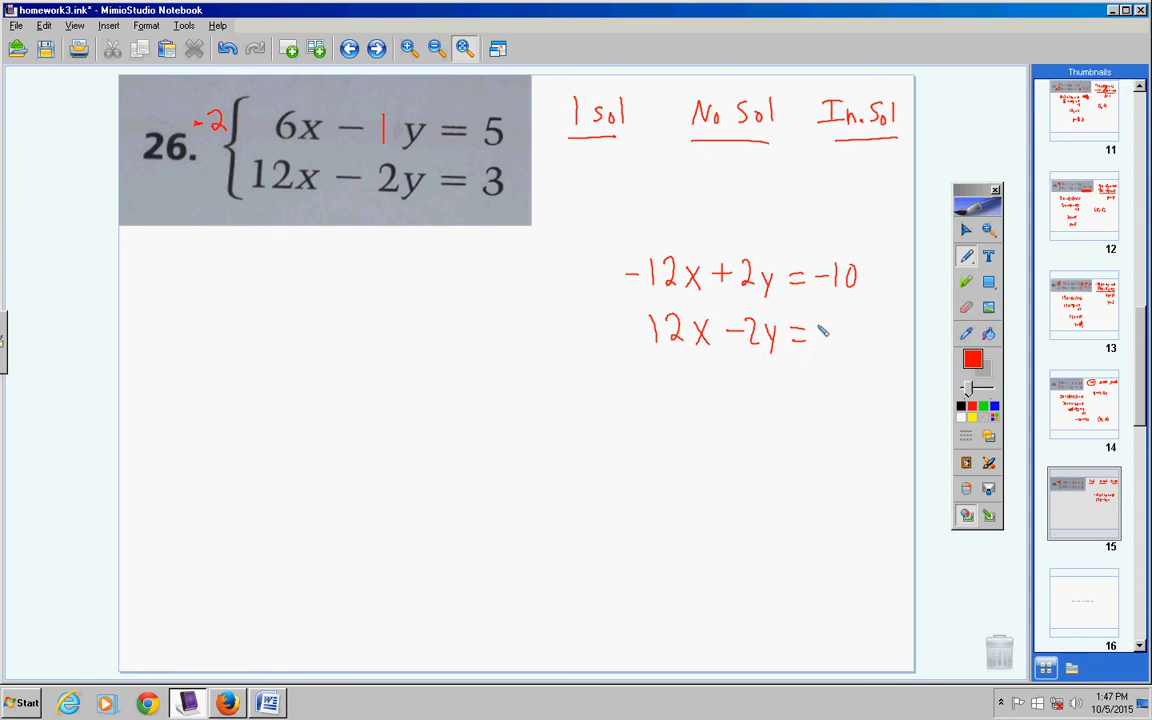 homework3.ink* - MimioStudio Notebook
File Edit View Insert Format Tools Help
Thumbnails
26.
-2
6x - 1 y = 5
12x - 2y = 3
1 Sol No Sol In. Sol
-12x + 2y = -10
12x - 2y =
11
12
13
14
15
16
T
W
Start
1:47 PM
10/5/2015